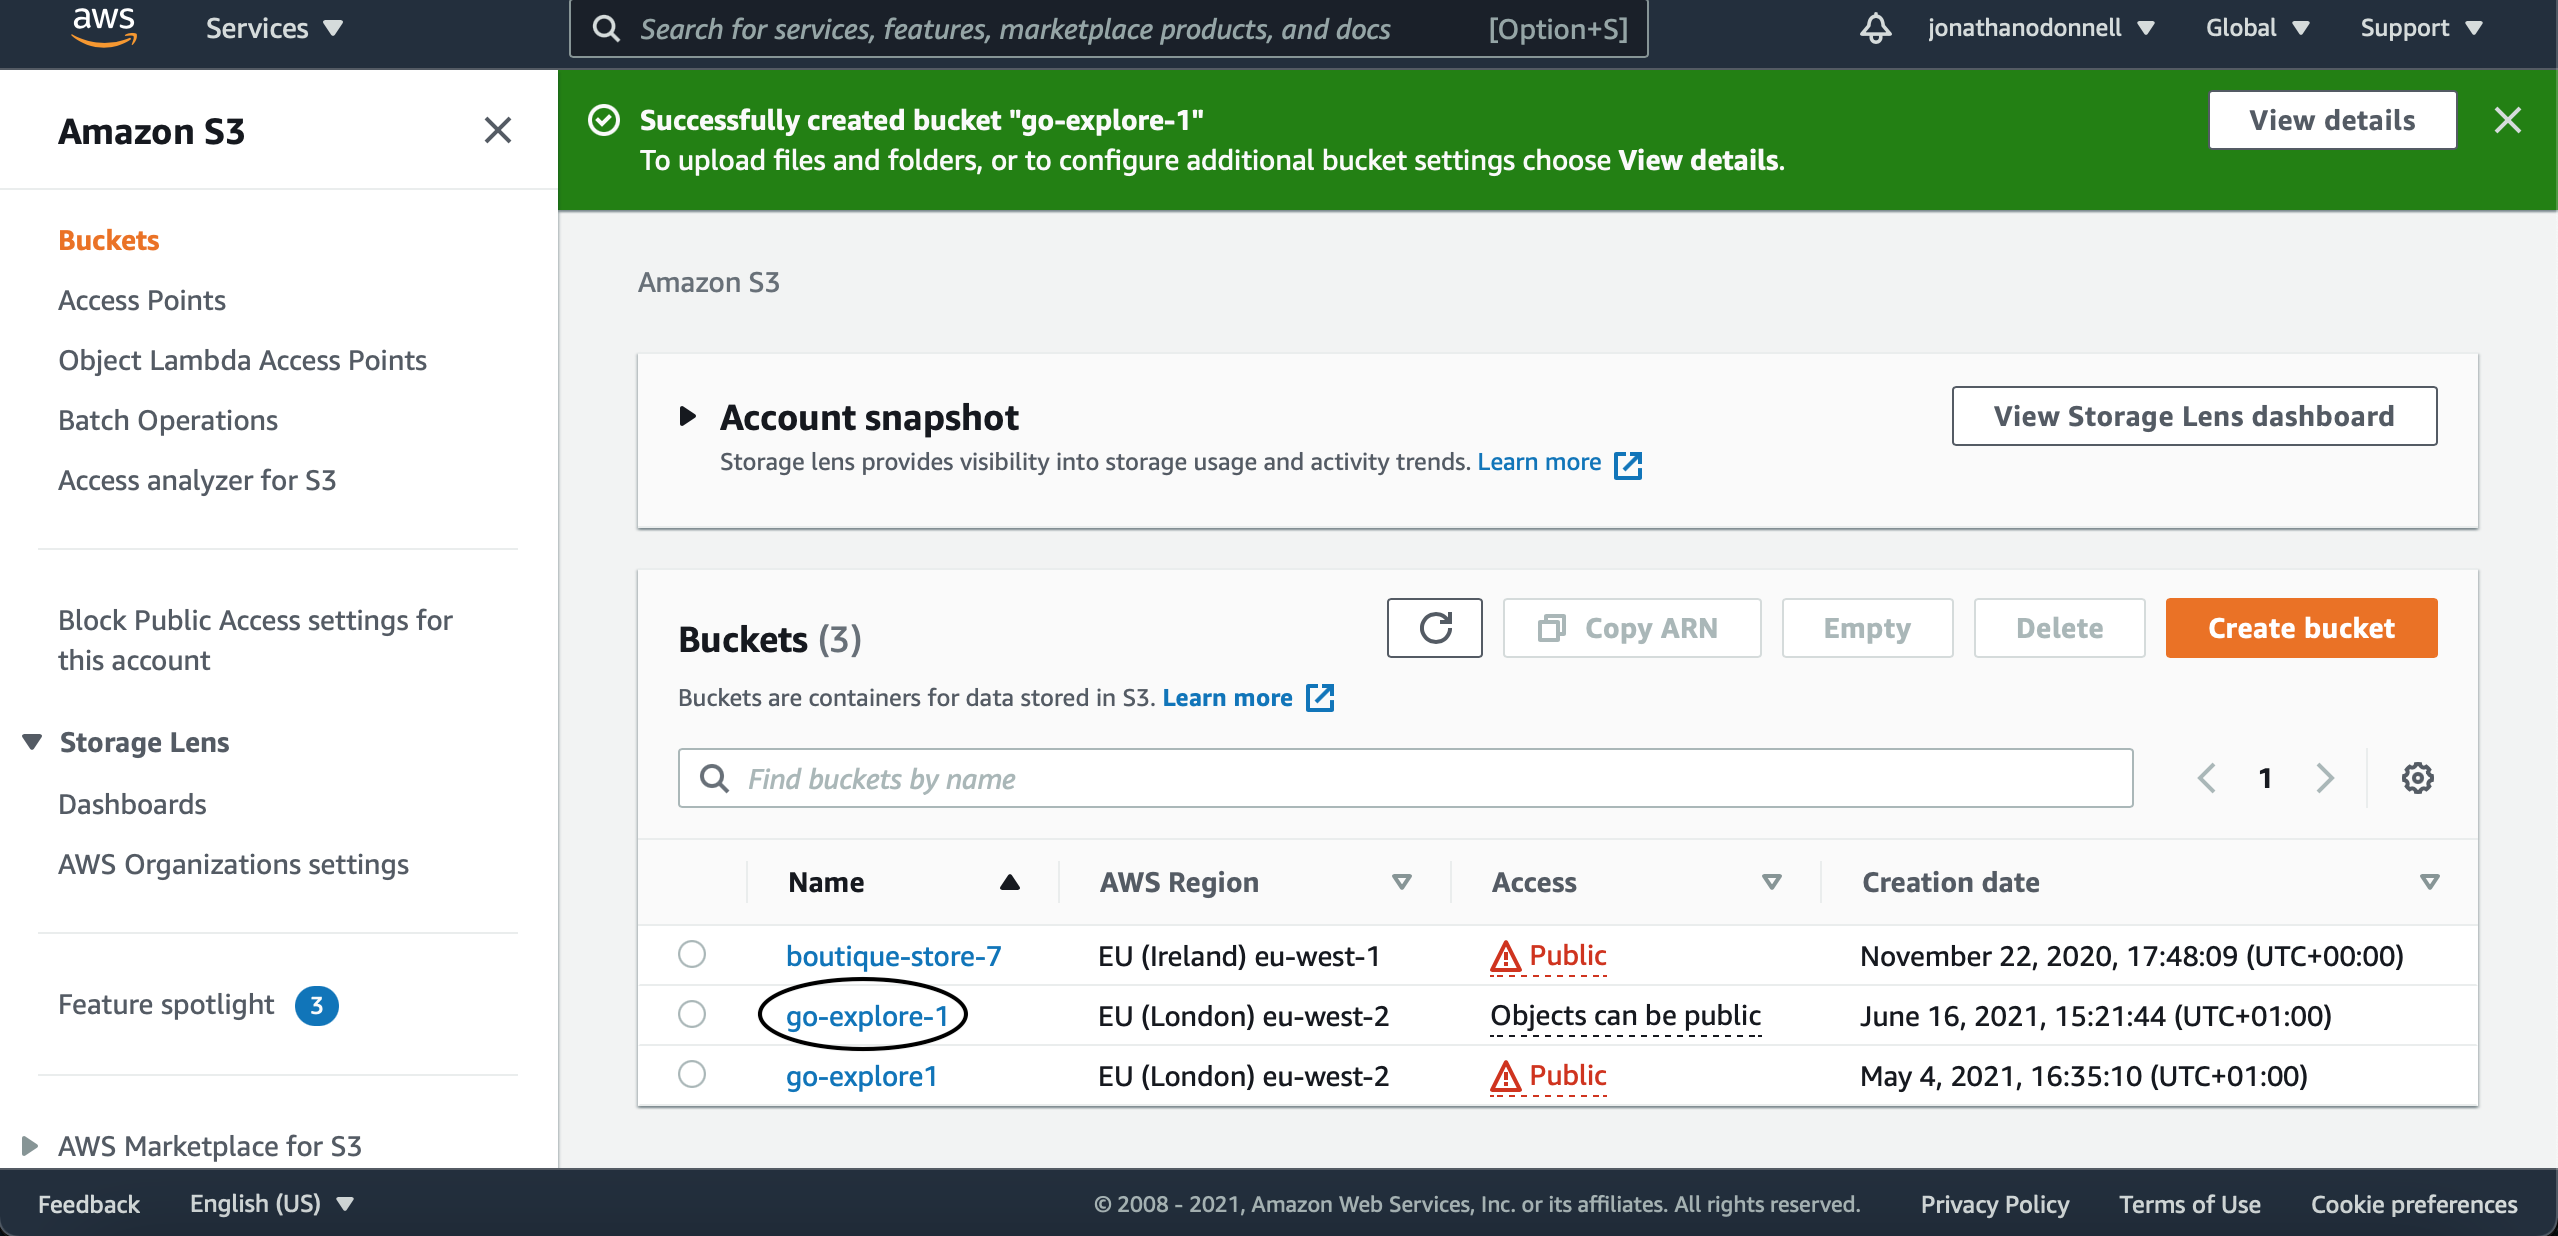 aws
Services
Search for services, features, marketplace products, and docs
[Option+S]
jonathanodonnell
Global
Support
Amazon S3
Buckets
Access Points
Object Lambda Access Points
Batch Operations
Access analyzer for S3
Block Public Access settings for
this account
Storage Lens
Dashboards
AWS Organizations settings
Feature spotlight 3
AWS Marketplace for S3
Successfully created bucket "go-explore-1"
To upload files and folders, or to configure additional bucket settings choose View details.
View details
Amazon S3
Account snapshot
Storage lens provides visibility into storage usage and activity trends. Learn more
View Storage Lens dashboard
Buckets (3)
Copy ARN
Empty
Delete
Create bucket
Buckets are containers for data stored in S3. Learn more
Find buckets by name
1
Name AWS Region Access Creation date
boutique-store-7 EU (Ireland) eu-west-1 Public November 22, 2020, 17:48:09 (UTC+00:00)
go-explore-1 EU (London) eu-west-2 Objects can be public June 16, 2021, 15:21:44 (UTC+01:00)
go-explore1 EU (London) eu-west-2 Public May 4, 2021, 16:35:10 (UTC+01:00)
Feedback English (US) © 2008 - 2021, Amazon Web Services, Inc. or its affiliates. All rights reserved. Privacy Policy Terms of Use Cookie preferences